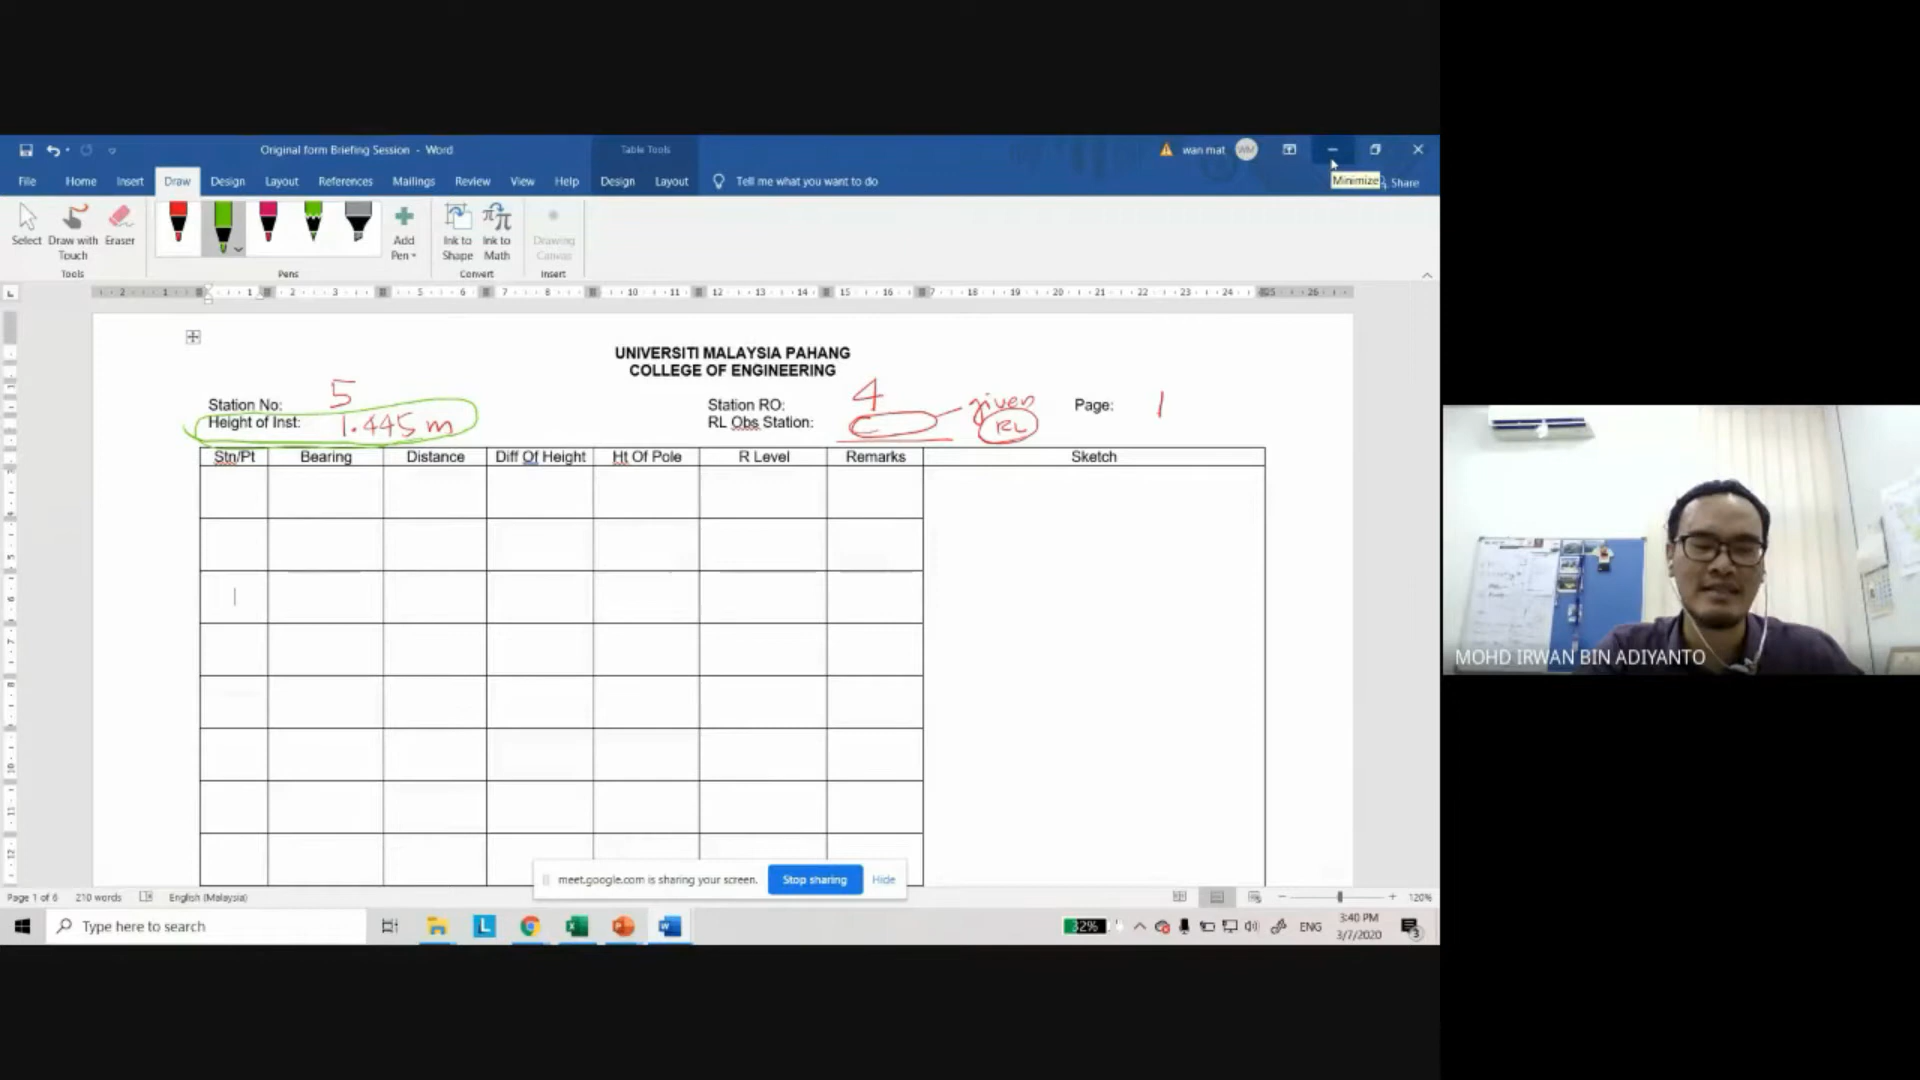 Original form Briefing Session - Word
Table Tools
wan mat
WM
File Home Insert Draw Design Layout References Mailings Review View Help Design Layout Tell me what you want to do
Minimize
Share
Select Draw with Touch Eraser
Add Pen
Ink to Shape Ink to Math
Drawing Canvas
Tools Pens Convert Insert
UNIVERSITI MALAYSIA PAHANG
COLLEGE OF ENGINEERING
Station No: 5 Station RO: 4 given Page: 1
Height of Inst: 1.445 m RL Obs Station: RL
Stn/Pt Bearing Distance Diff Of Height Ht Of Pole R Level Remarks Sketch
MOHD IRWAN BIN ADIYANTO
meet.google.com is sharing your screen. Stop sharing Hide
Page 1 of 6 210 words English (Malaysia) 120%
Type here to search
32%
ENG
3:40 PM
3/7/2020
3